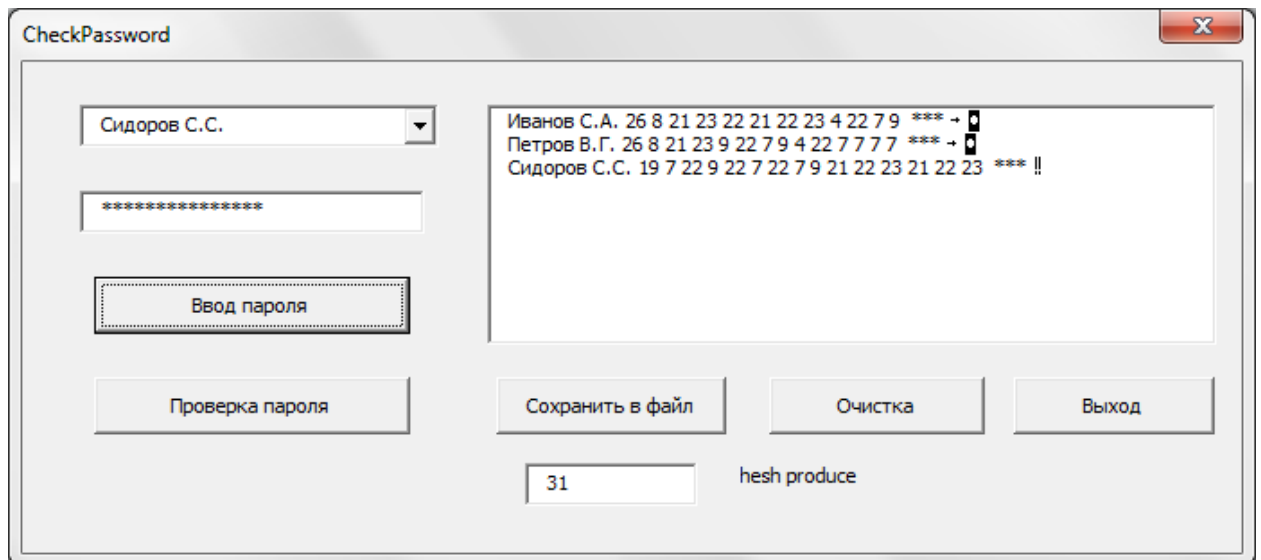 CheckPassword
Сидоров С.С.
***************
Ввод пароля
Проверка пароля
Иванов С.А. 26 8 21 23 22 21 22 23 4 22 7 9 *** → ◘
Петров В.Г. 26 8 21 23 9 22 7 9 4 22 7 7 7 7 *** → ◘
Сидоров С.С. 19 7 22 9 22 7 22 7 9 21 22 23 21 22 23 *** ‼
Сохранить в файл
Очистка
Выход
31
hesh produce